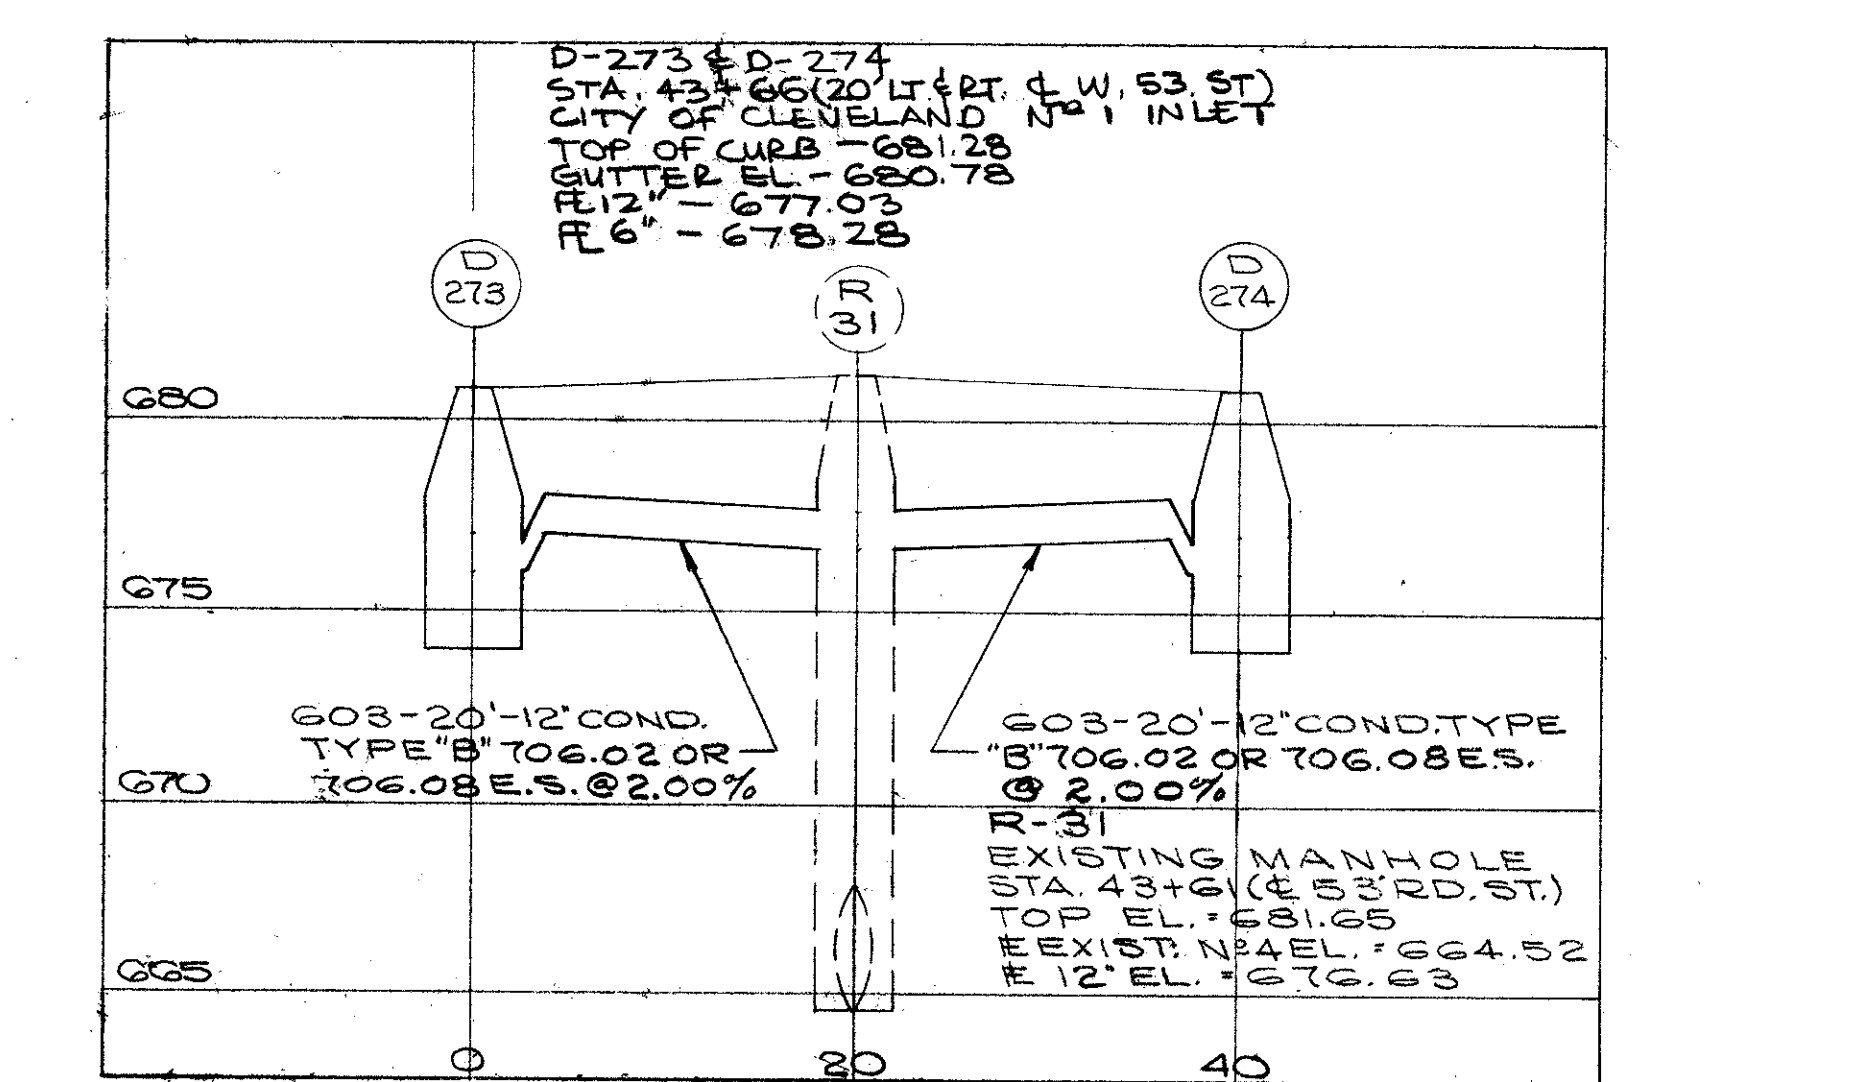 D-273 & D-274
STA. 43+66(20' LT. & RT. ℄ W. 53. ST)
CITY OF CLEVELAND Nº 1 INLET
TOP OF CURB - 681.28
GUTTER EL. - 680.78
FL 12" - 677.03
FL 6" - 678.28
D
273
R
31
D
274
680
675
603-20'-12" COND.
TYPE "B" 706.02 OR
706.08 E.S. @ 2.00%
603-20'-12" COND. TYPE
"B" 706.02 OR 706.08 E.S.
@ 2.00%
670
R-31
EXISTING MANHOLE
STA. 43+61 (℄ 53 RD. ST.)
TOP EL. = 681.65
FL EXIST. Nº 4 EL. = 664.52
FL 12" EL. = 676.63
665
0 20 40